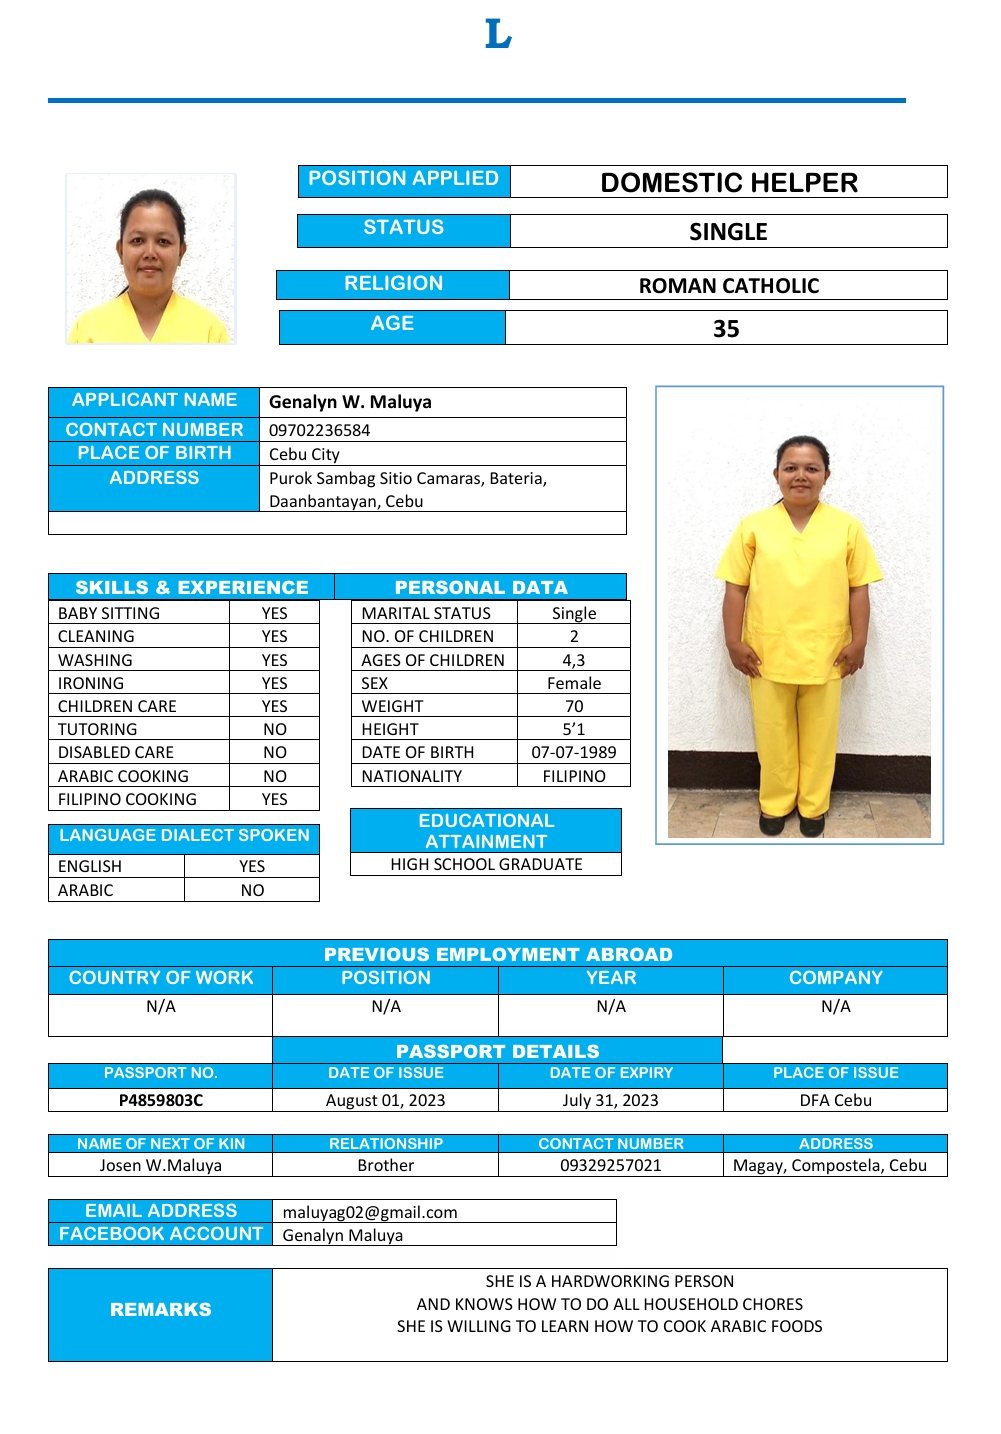 L
POSITION APPLIED DOMESTIC HELPER
STATUS SINGLE
RELIGION ROMAN CATHOLIC
AGE 35
APPLICANT NAME Genalyn W. Maluya
CONTACT NUMBER 09702236584
PLACE OF BIRTH Cebu City
ADDRESS Purok Sambag Sitio Camaras, Bateria,
Daanbantayan, Cebu
SKILLS & EXPERIENCE PERSONAL DATA
BABY SITTING YES MARITAL STATUS Single
CLEANING YES NO. OF CHILDREN 2
WASHING YES AGES OF CHILDREN 4,3
IRONING YES SEX Female
CHILDREN CARE YES WEIGHT 70
TUTORING NO HEIGHT 5’1
DISABLED CARE NO DATE OF BIRTH 07-07-1989
ARABIC COOKING NO NATIONALITY FILIPINO
FILIPINO COOKING YES
LANGUAGE DIALECT SPOKEN
ENGLISH YES
ARABIC NO
EDUCATIONAL
ATTAINMENT
HIGH SCHOOL GRADUATE
PREVIOUS EMPLOYMENT ABROAD
COUNTRY OF WORK POSITION YEAR COMPANY
N/A N/A N/A N/A
PASSPORT DETAILS
PASSPORT NO. DATE OF ISSUE DATE OF EXPIRY PLACE OF ISSUE
P4859803C August 01, 2023 July 31, 2023 DFA Cebu
NAME OF NEXT OF KIN RELATIONSHIP CONTACT NUMBER ADDRESS
Josen W.Maluya Brother 09329257021 Magay, Compostela, Cebu
EMAIL ADDRESS maluyag02@gmail.com
FACEBOOK ACCOUNT Genalyn Maluya
REMARKS
SHE IS A HARDWORKING PERSON
AND KNOWS HOW TO DO ALL HOUSEHOLD CHORES
SHE IS WILLING TO LEARN HOW TO COOK ARABIC FOODS